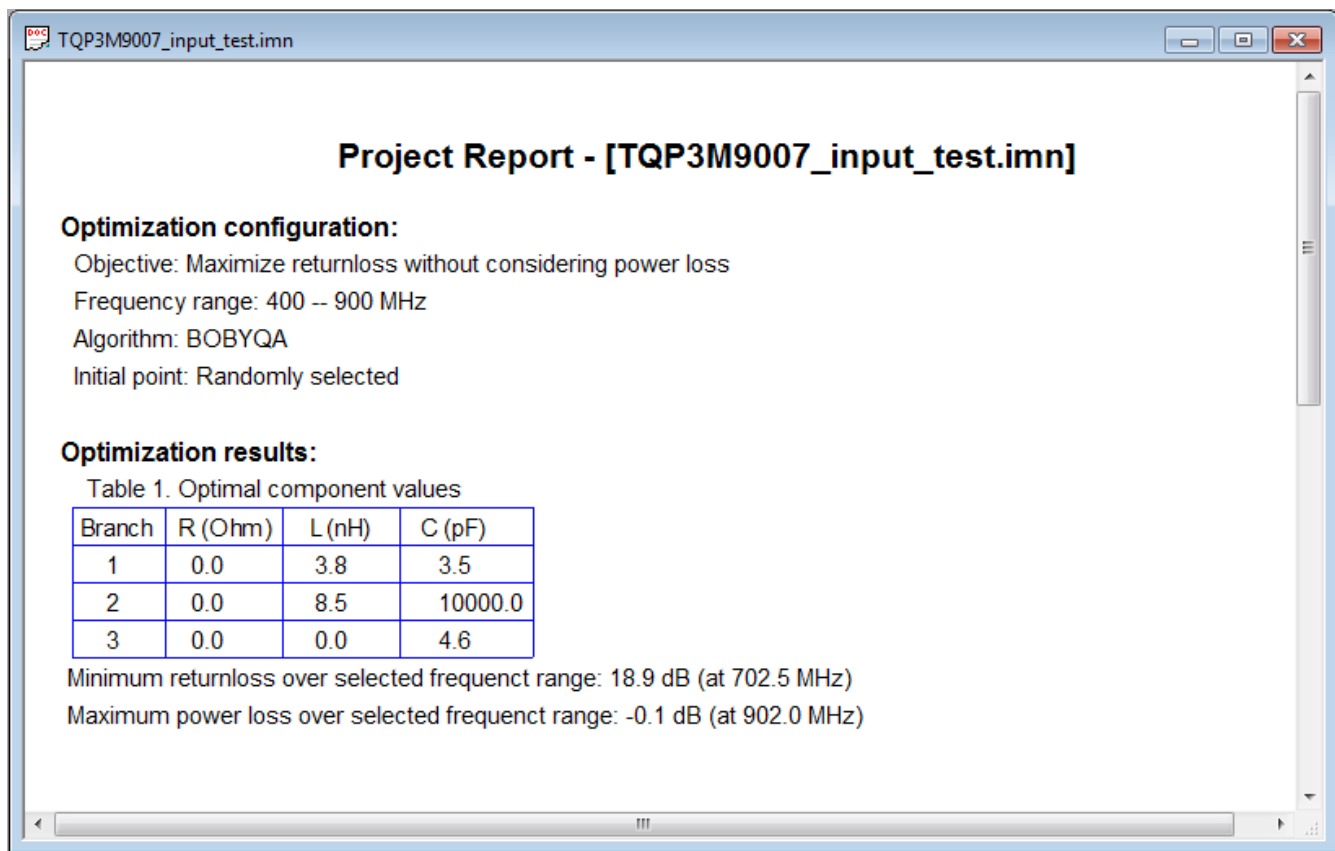 DOC
TQP3M9007_input_test.imn
Project Report - [TQP3M9007_input_test.imn]
Optimization configuration:
Objective: Maximize returnloss without considering power loss
Frequency range: 400 -- 900 MHz
Algorithm: BOBYQA
Initial point: Randomly selected
Optimization results:
Table 1. Optimal component values
Branch R (Ohm) L (nH) C (pF)
1 0.0 3.8 3.5
2 0.0 8.5 10000.0
3 0.0 0.0 4.6
Minimum returnloss over selected frequenct range: 18.9 dB (at 702.5 MHz)
Maximum power loss over selected frequenct range: -0.1 dB (at 902.0 MHz)